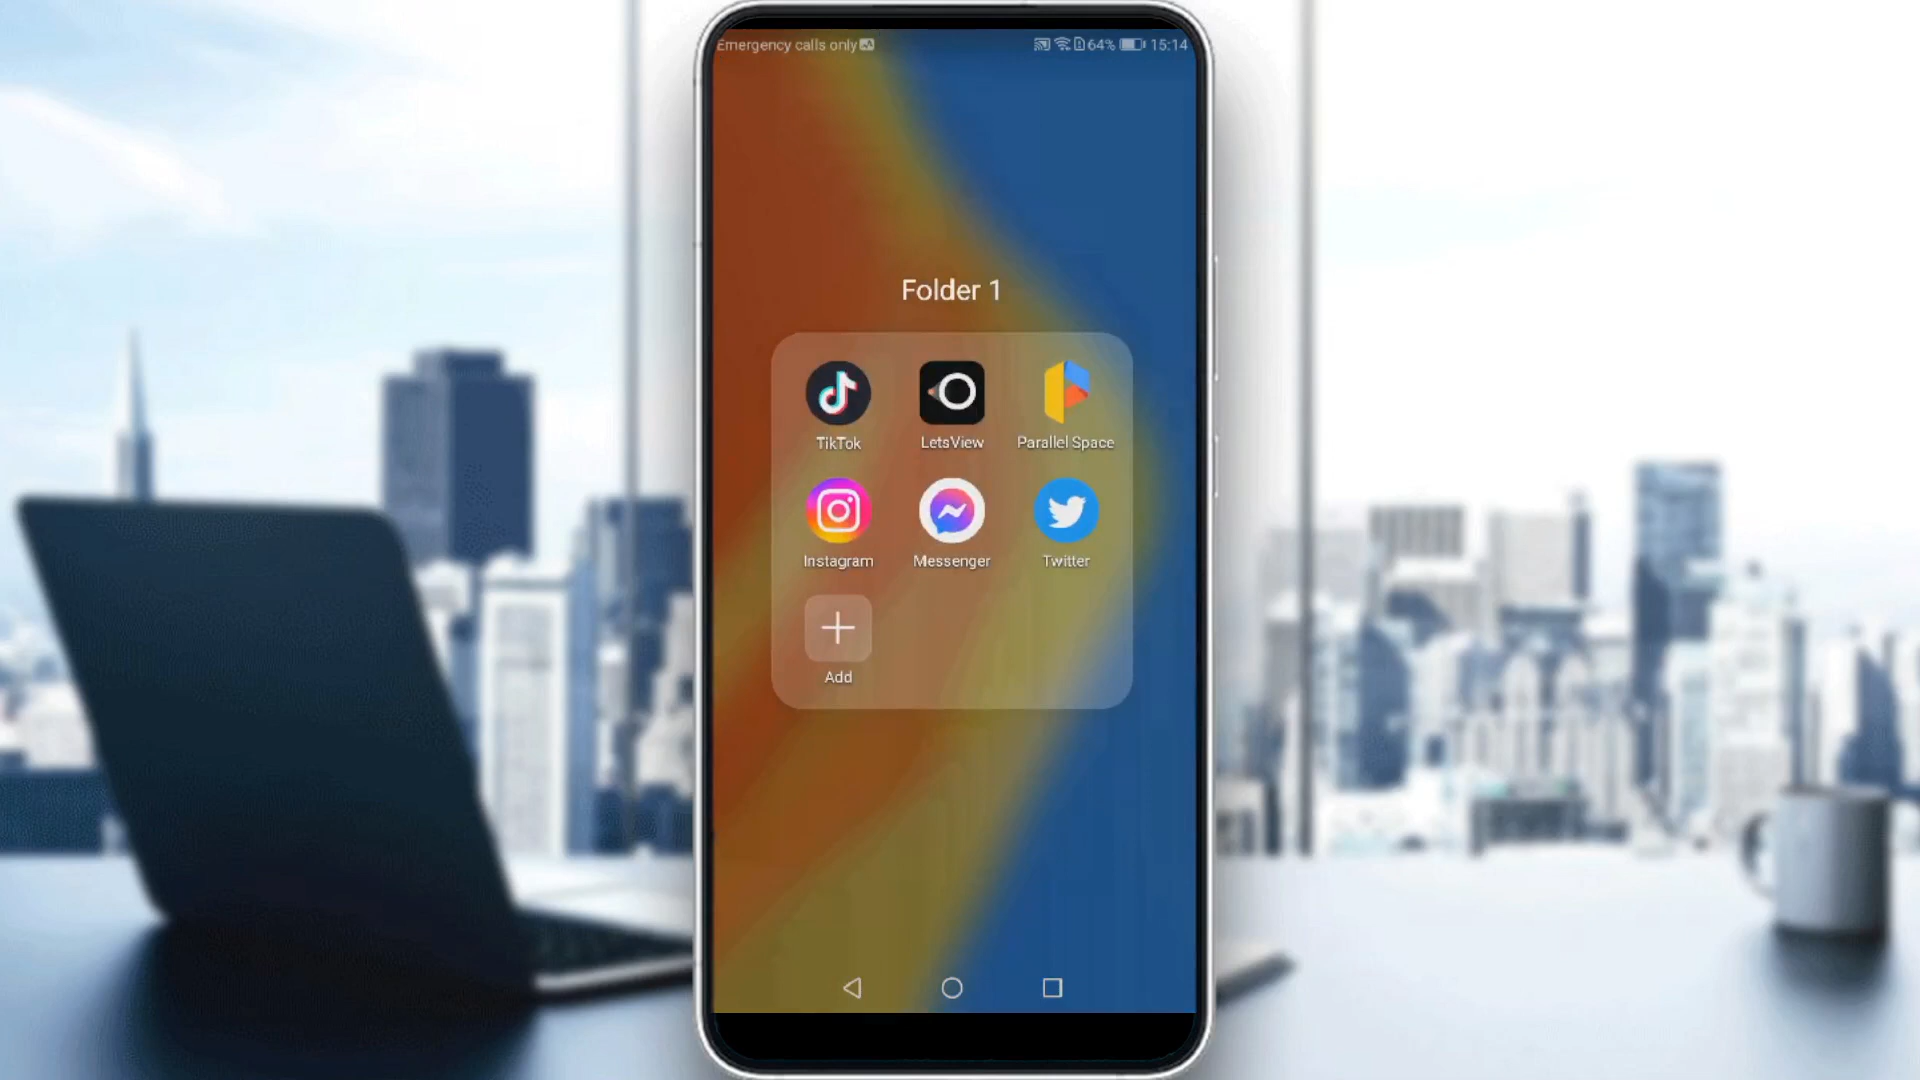 Emergency calls only 64% 15:14
Folder 1
TikTok LetsView Parallel Space
Instagram Messenger Twitter
Add